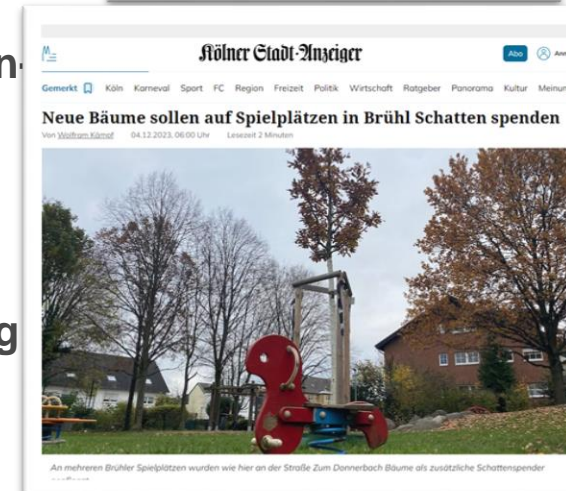 n-
Kölner Stadt-Anzeiger
Abo
Gemerkt Köln Karneval Sport FC Region Freizeit Politik Wirtschaft Ratgeber Panorama Kultur Meinun
Neue Bäume sollen auf Spielplätzen in Brühl Schatten spenden
Von Wolfram Kämpf 04.12.2023, 06:00 Uhr Lesezeit 2 Minuten
g
An mehreren Brühler Spielplätzen wurden wie hier an der Straße Zum Donnerbach Bäume als zusätzliche Schattenspender